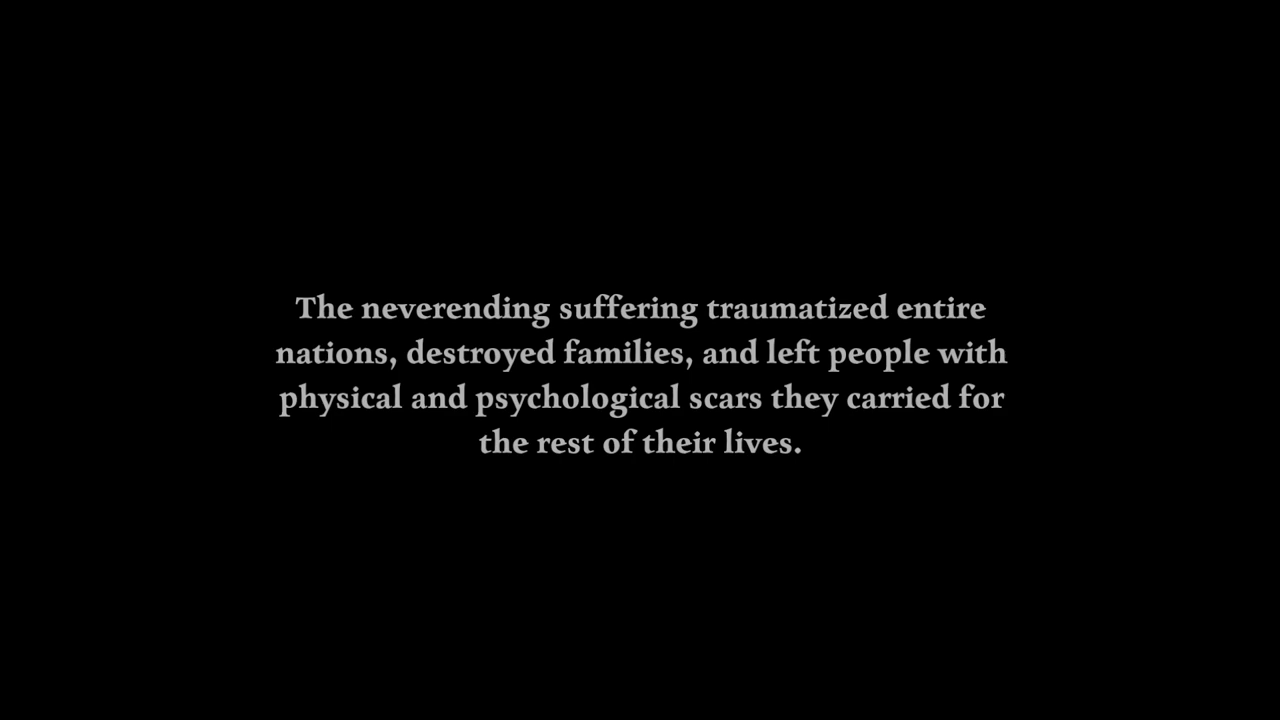 The neverending suffering traumatized entire
nations, destroyed families, and left people with
physical and psychological scars they carried for
the rest of their lives.